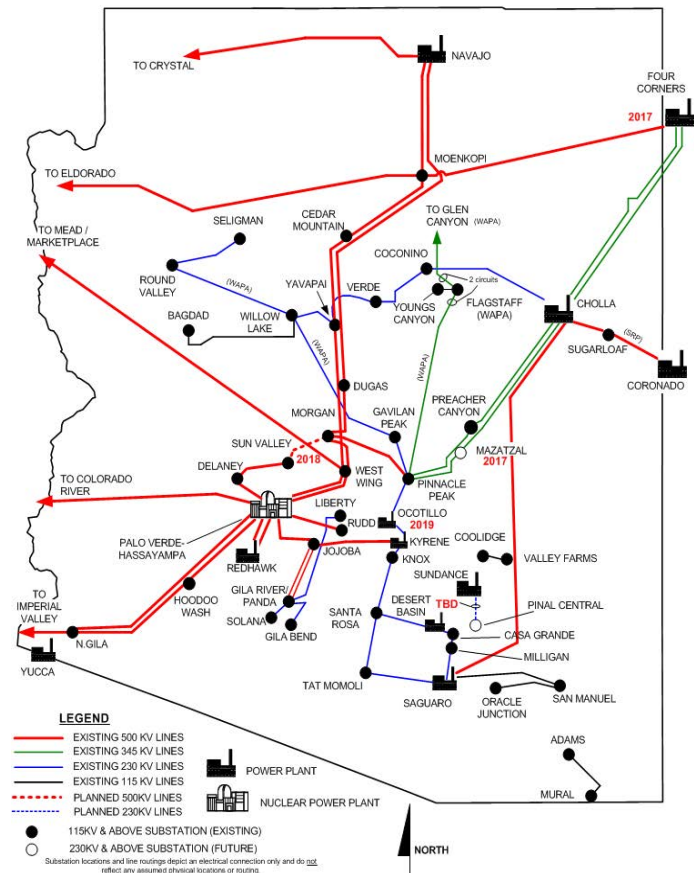 NAVAJO
TO CRYSTAL
FOUR
CORNERS
2017
MOENKOPI
TO ELDORADO
TO MEAD /
MARKETPLACE
SELIGMAN
CEDAR
MOUNTAIN
TO GLEN
CANYON (WAPA)
COCONINO
2 circuits
ROUND
VALLEY
(WAPA)
YAVAPAI
VERDE
YOUNGS
CANYON
FLAGSTAFF
(WAPA)
CHOLLA
BAGDAD
WILLOW
LAKE
(WAPA)
(WAPA)
SUGARLOAF
(SRP)
CORONADO
DUGAS
PREACHER
CANYON
MORGAN
GAVILAN
PEAK
SUN VALLEY
2018
MAZATZAL
2017
DELANEY
WEST
WING
PINNACLE
PEAK
TO COLORADO
RIVER
LIBERTY
OCOTILLO
2019
RUDD
PALO VERDE-
HASSAYAMPA
KYRENE
COOLIDGE
REDHAWK
JOJOBA
KNOX
VALLEY FARMS
SUNDANCE
TO
IMPERIAL
VALLEY
HOODOO
WASH
GILA RIVER/
PANDA
DESERT
BASIN
TBD
PINAL CENTRAL
SOLANA
GILA BEND
SANTA
ROSA
CASA GRANDE
N.GILA
MILLIGAN
YUCCA
TAT MOMOLI
SAGUARO
ORACLE
JUNCTION
SAN MANUEL
LEGEND
EXISTING 500 KV LINES
EXISTING 345 KV LINES
EXISTING 230 KV LINES
EXISTING 115 KV LINES
PLANNED 500KV LINES
PLANNED 230KV LINES
POWER PLANT
NUCLEAR POWER PLANT
115KV & ABOVE SUBSTATION (EXISTING)
230KV & ABOVE SUBSTATION (FUTURE)
Substation locations and line routings depict an electrical connection only and do not
reflect any assumed physical locations or routing.
ADAMS
MURAL
NORTH